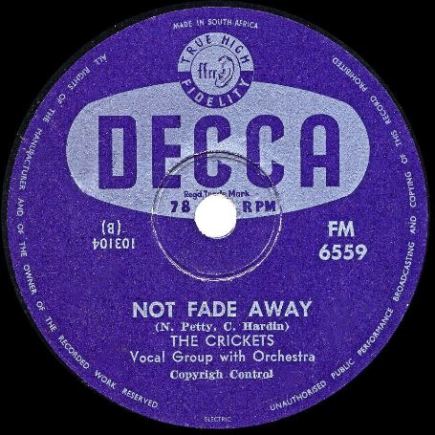 MADE IN SOUTH AFRICA
TRUE HIGH
ffrr
FIDELITY
DECCA
Regd. Trade Mark
78 RPM
103104
(B)
FM
6559
NOT FADE AWAY
(N. Petty, C. Hardin)
THE CRICKETS
Vocal Group with Orchestra
Copyrigh Control
ALL RIGHTS OF THE MANUFACTURER AND OF THE OWNER OF THE RECORDED WORK RESERVED
UNAUTHORISED PUBLIC PERFORMANCE BROADCASTING AND COPYING OF THIS RECORD PROHIBITED
ELECTRIC